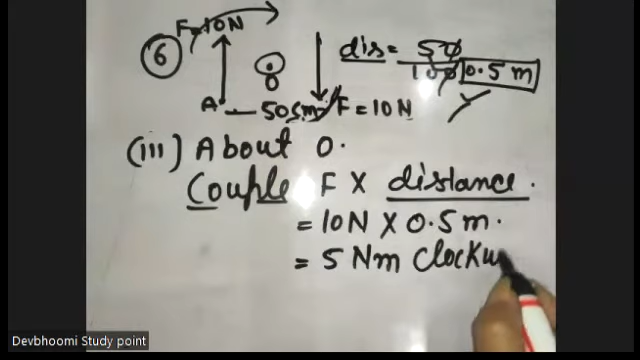 6
F=10N
A
O
50cm
F=10N
dis = 50
100
0.5 m
(iii) About O.
Couple F X distance.
= 10N X 0.5 m.
= 5 Nm Clockw
Devbhoomi Study point